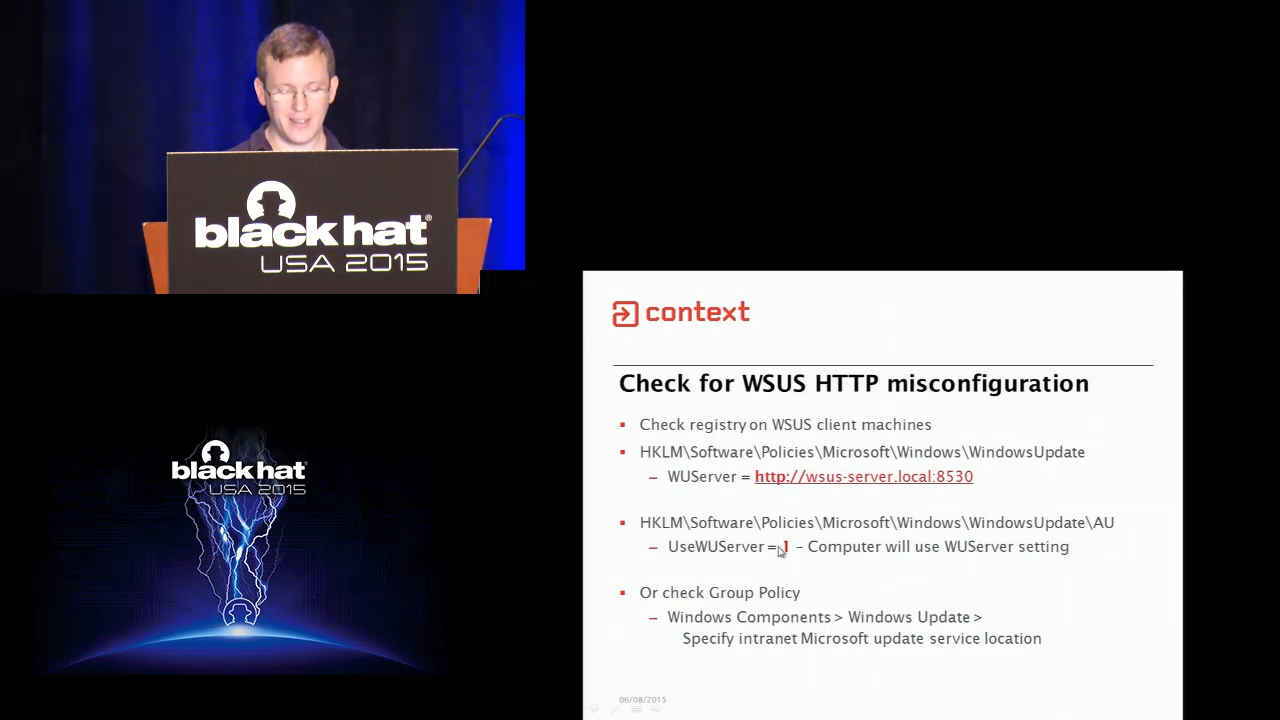 black hat®
USA 2015
context
Check for WSUS HTTP misconfiguration
Check registry on WSUS client machines
HKLM\Software\Policies\Microsoft\Windows\WindowsUpdate
– WUServer = http://wsus-server.local:8530
HKLM\Software\Policies\Microsoft\Windows\WindowsUpdate\AU
– UseWUServer = 1 – Computer will use WUServer setting
Or check Group Policy
– Windows Components > Windows Update >
Specify intranet Microsoft update service location
06/08/2015
black hat
USA 2015